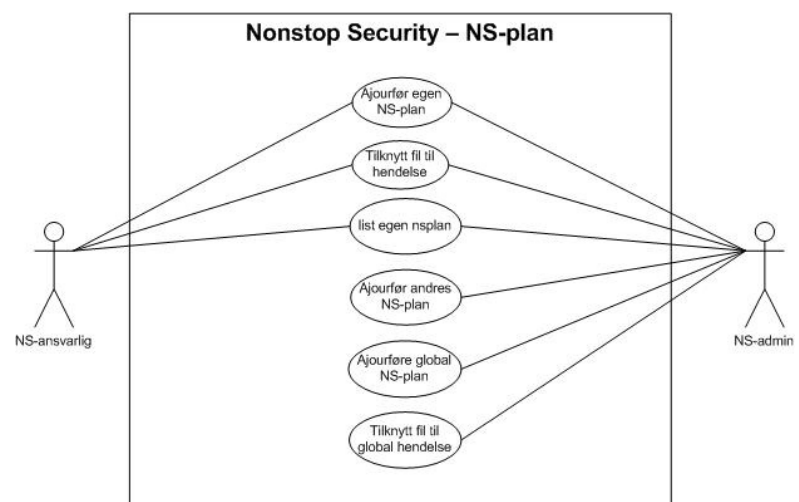 Nonstop Security – NS-plan
Ajourfør egen
NS-plan
Tilknytt fil til
hendelse
list egen nsplan
Ajourfør andres
NS-plan
Ajourføre global
NS-plan
Tilknytt fil til
global hendelse
NS-ansvarlig
NS-admin